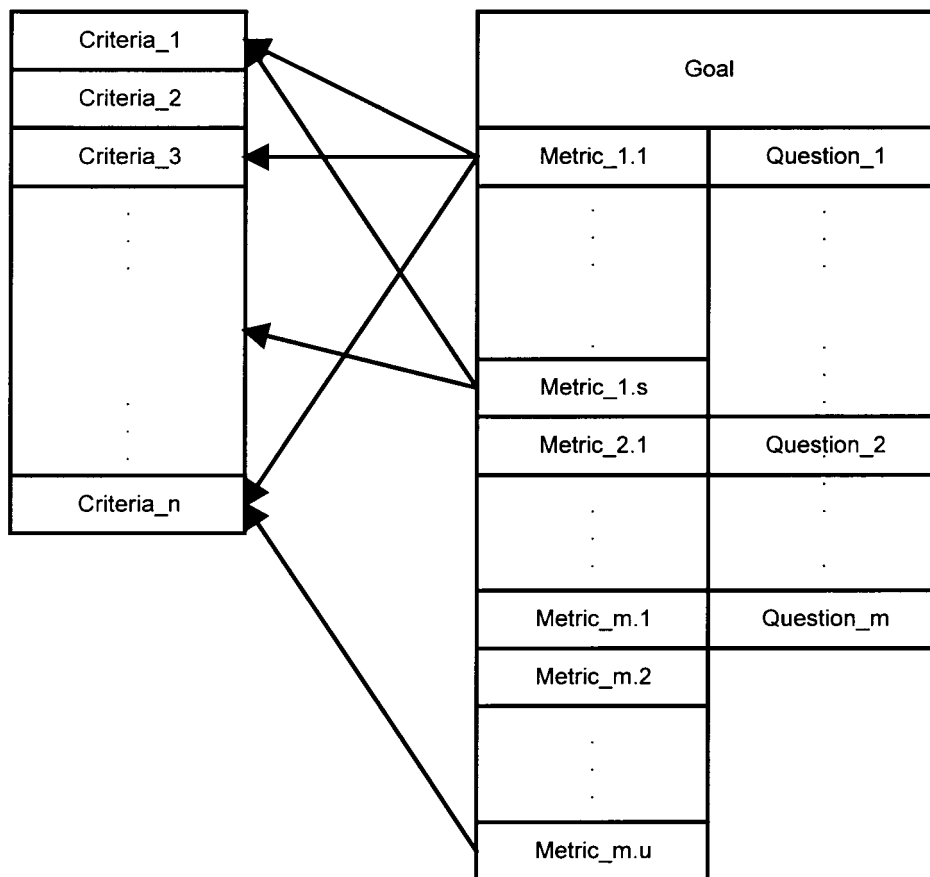 Criteria_1
Criteria_2
Criteria_3
Criteria_n
Goal
Metric_1.1 Question_1
Metric_1.s
Metric_2.1 Question_2
Metric_m.1 Question_m
Metric_m.2
Metric_m.u